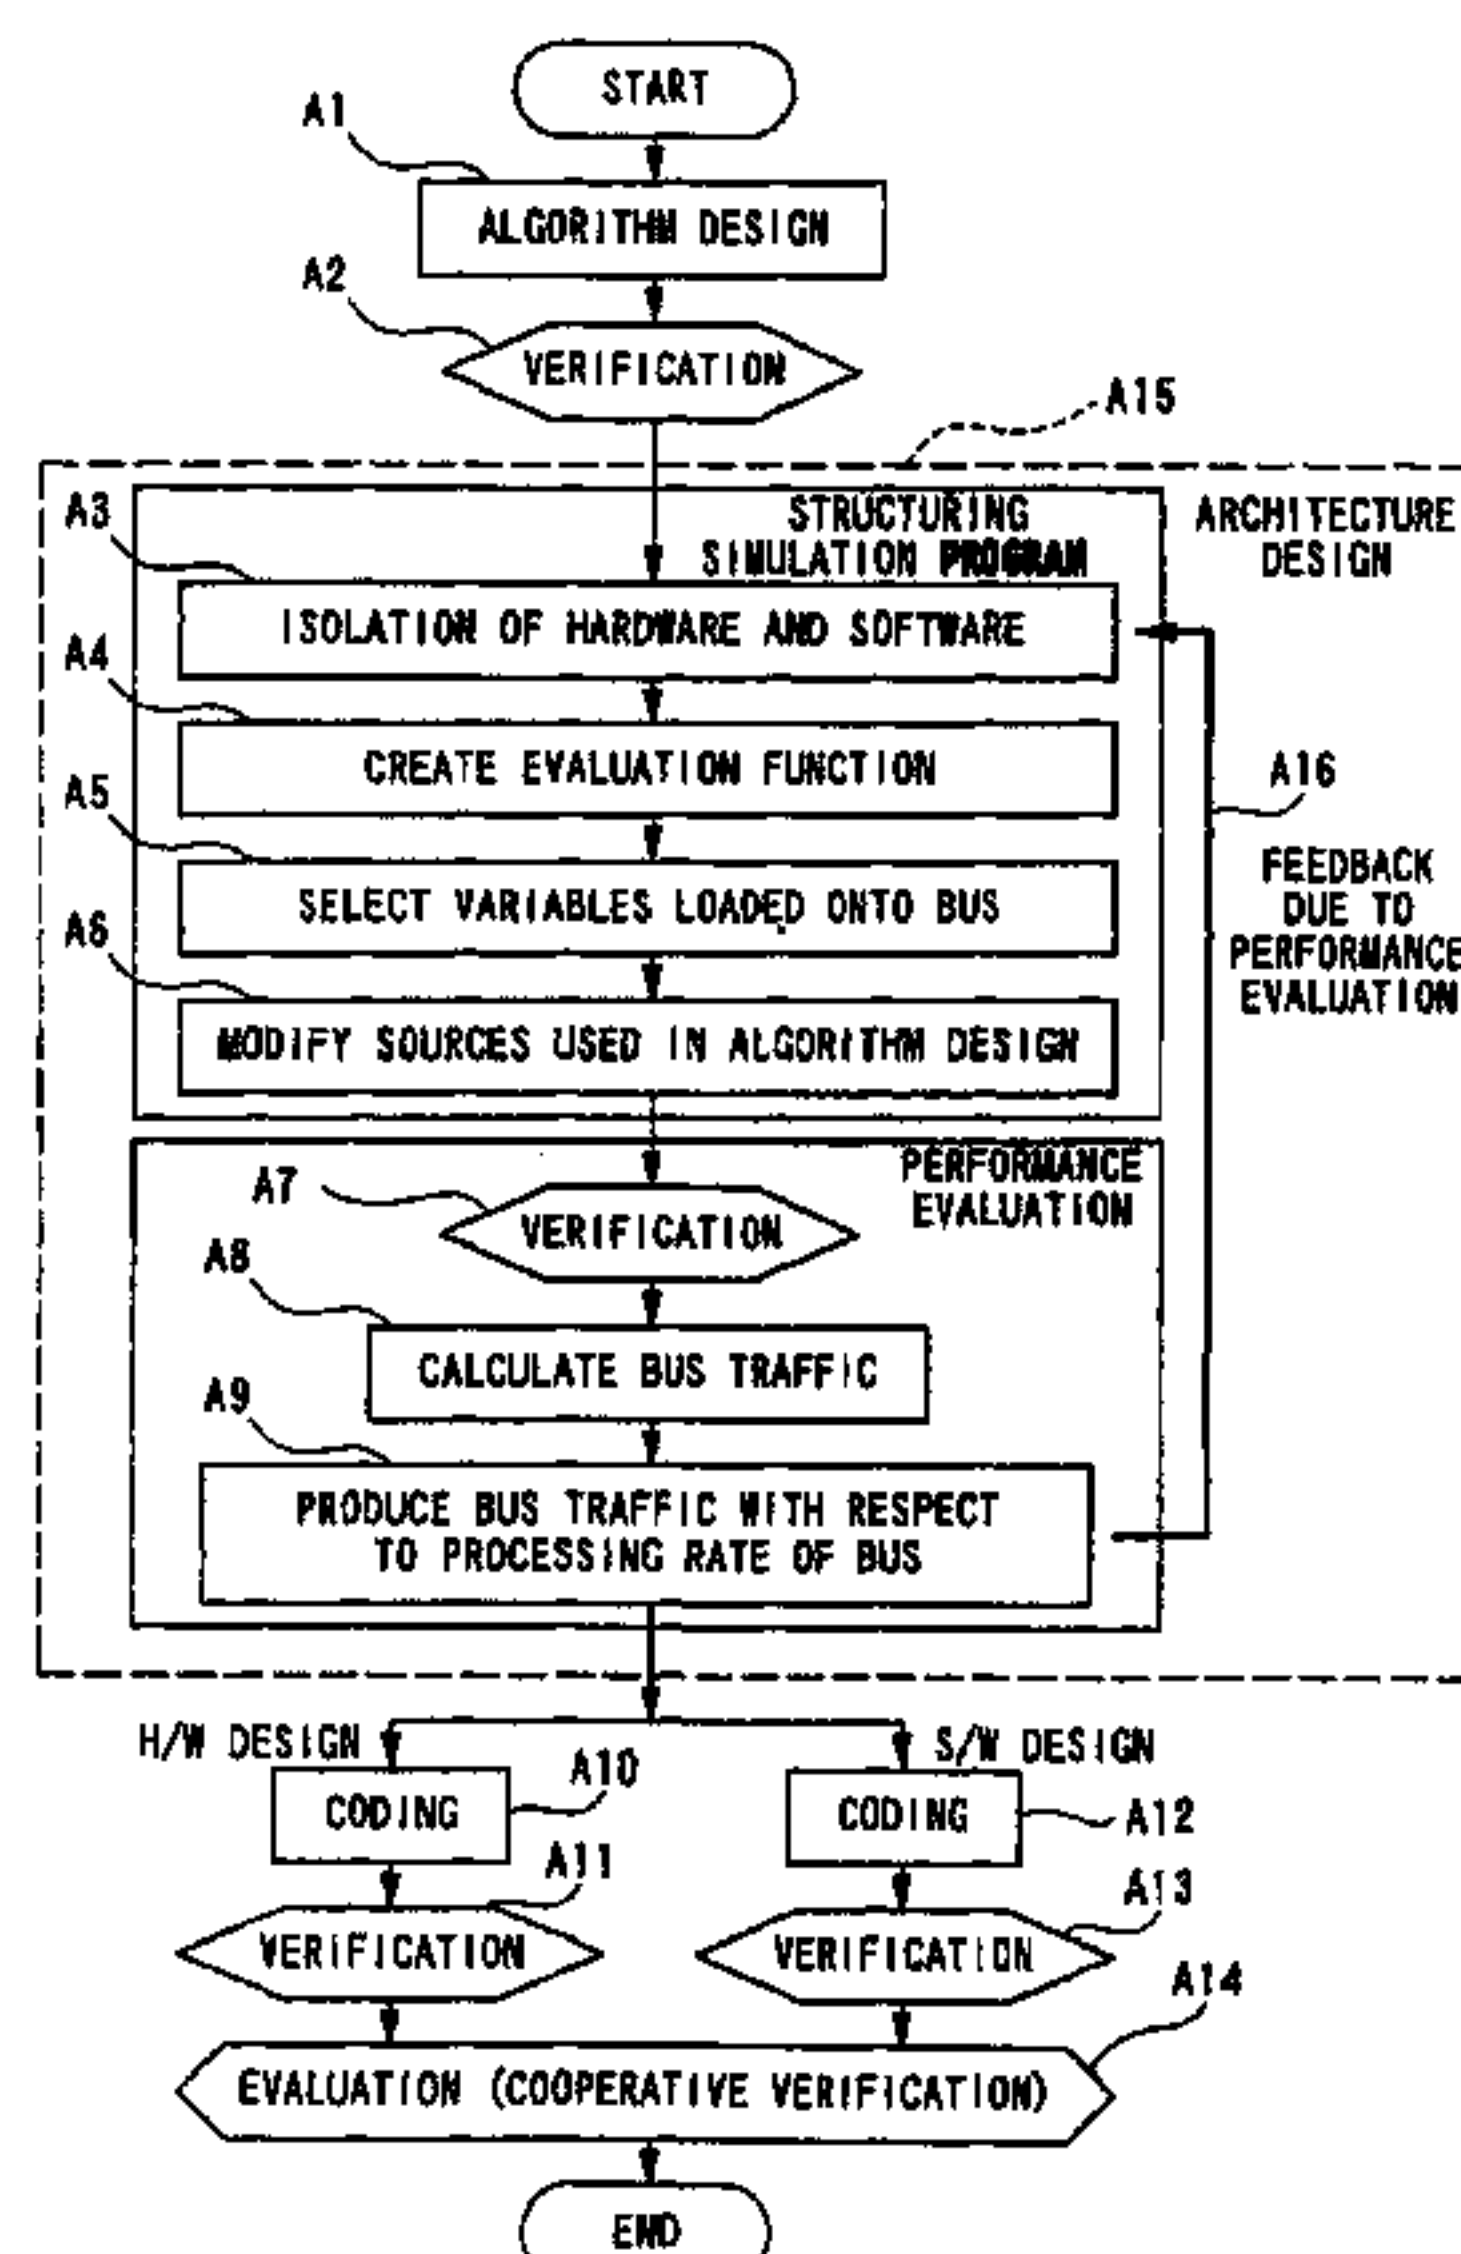 START
A1
ALGORITHM DESIGN
A2
VERIFICATION
A15
A3
STRUCTURING
SIMULATION PROGRAM
ARCHITECTURE
DESIGN
ISOLATION OF HARDWARE AND SOFTWARE
A4
CREATE EVALUATION FUNCTION
A16
A5
FEEDBACK
DUE TO
PERFORMANCE
EVALUATION
SELECT VARIABLES LOADED ONTO BUS
A6
MODIFY SOURCES USED IN ALGORITHM DESIGN
PERFORMANCE
EVALUATION
A7
VERIFICATION
A8
CALCULATE BUS TRAFFIC
A9
PRODUCE BUS TRAFFIC WITH RESPECT
TO PROCESSING RATE OF BUS
H/W DESIGN
S/W DESIGN
A10
CODING
CODING
A12
A11
A13
VERIFICATION
VERIFICATION
A14
EVALUATION (COOPERATIVE VERIFICATION)
END